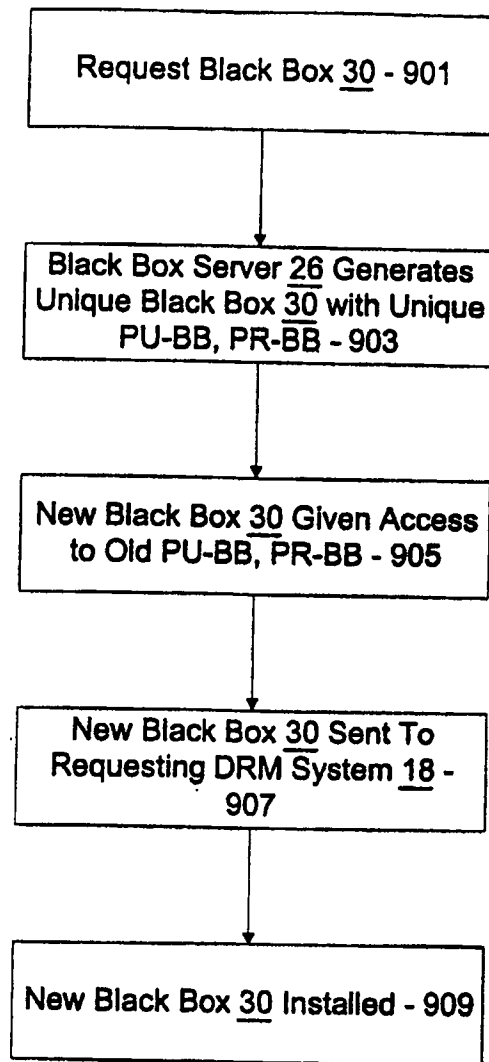 Request Black Box 30 - 901
Black Box Server 26 Generates
Unique Black Box 30 with Unique
PU-BB, PR-BB - 903
New Black Box 30 Given Access
to Old PU-BB, PR-BB - 905
New Black Box 30 Sent To
Requesting DRM System 18 -
907
New Black Box 30 Installed - 909